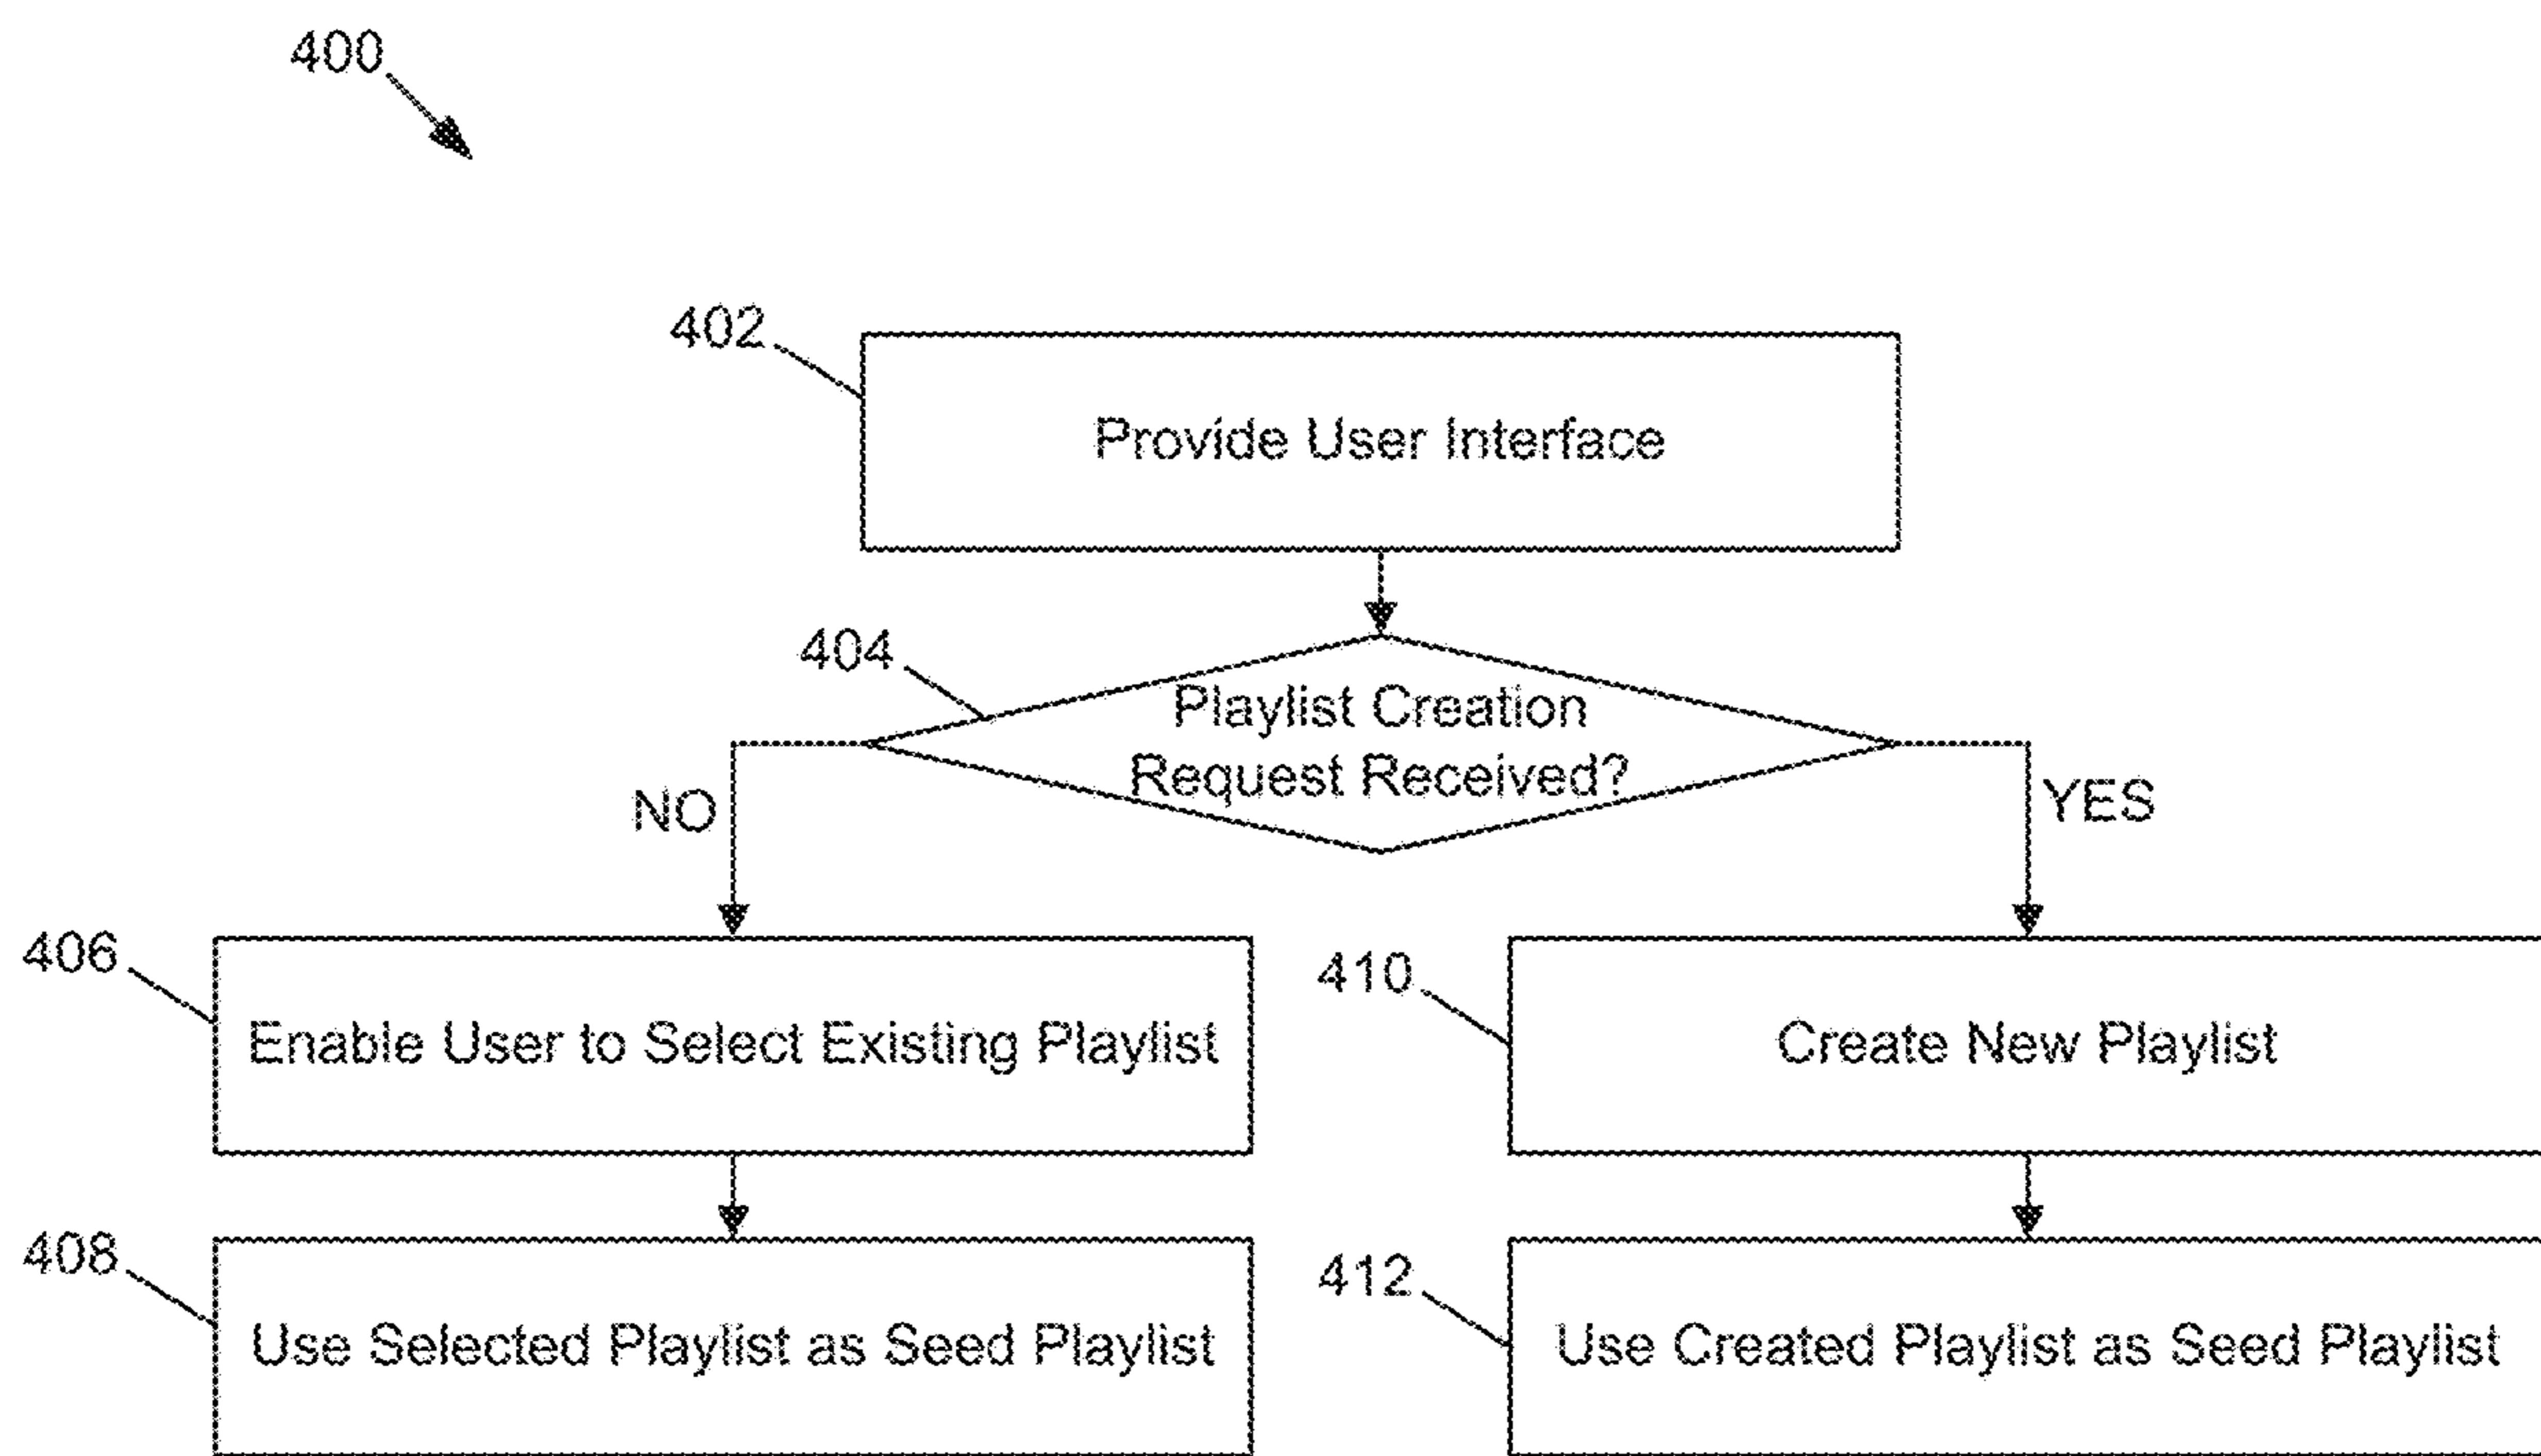 400
402
Provide User Interface
404
Playlist Creation
Request Received?
NO
YES
406
Enable User to Select Existing Playlist
410
Create New Playlist
408
Use Selected Playlist as Seed Playlist
412
Use Created Playlist as Seed Playlist